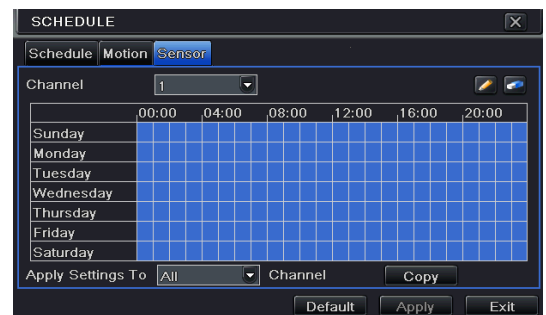 SCHEDULE
Schedule Motion Sensor
Channel 1
00:00 04:00 08:00 12:00 16:00 20:00
Sunday
Monday
Tuesday
Wednesday
Thursday
Friday
Saturday
Apply Settings To All Channel Copy
Default Apply Exit